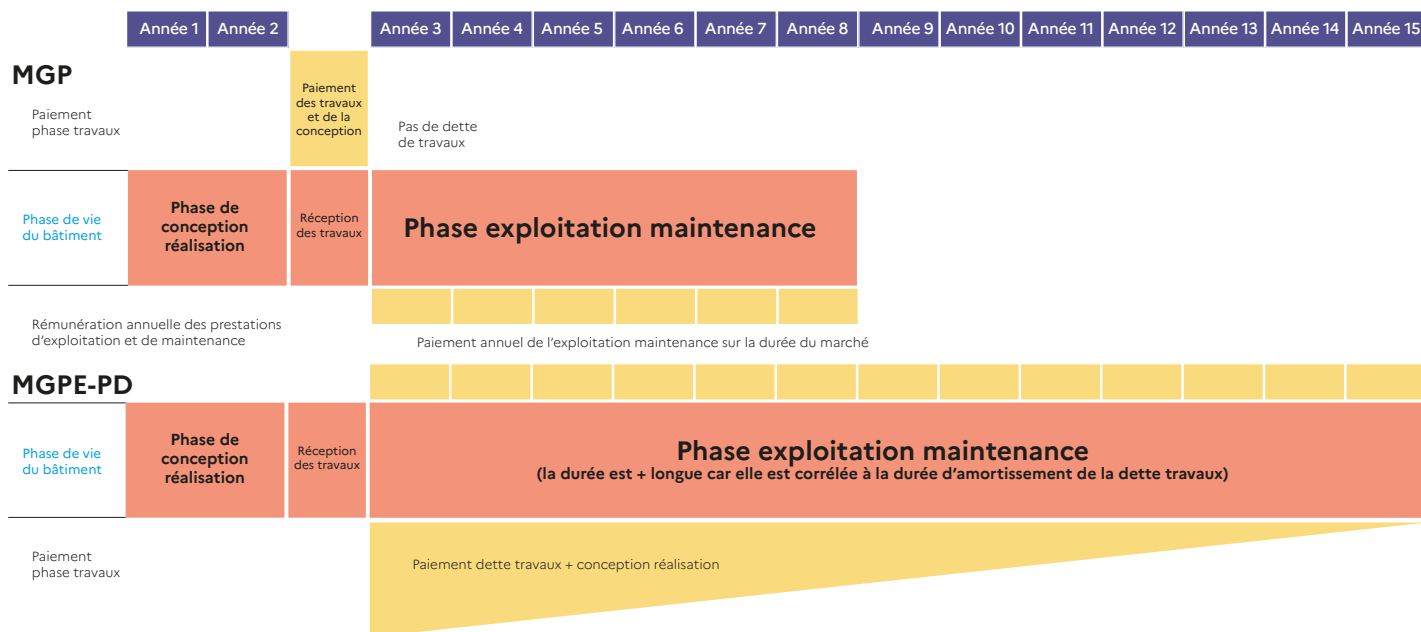 Année 1 Année 2 Année 3 Année 4 Année 5 Année 6 Année 7 Année 8 Année 9 Année 10 Année 11 Année 12 Année 13 Année 14 Année 15
MGP
Paiement
phase travaux
Paiement
des travaux
et de la
conception
Pas de dette
de travaux
Phase de vie
du bâtiment
Phase de
conception
réalisation
Réception
des travaux
Phase exploitation maintenance
Rémunération annuelle des prestations
d'exploitation et de maintenance
Paiement annuel de l'exploitation maintenance sur la durée du marché
MGPE-PD
Phase de vie
du bâtiment
Phase de
conception
réalisation
Réception
des travaux
Phase exploitation maintenance
(la durée est + longue car elle est corrélée à la durée d'amortissement de la dette travaux)
Paiement
phase travaux
Paiement dette travaux + conception réalisation